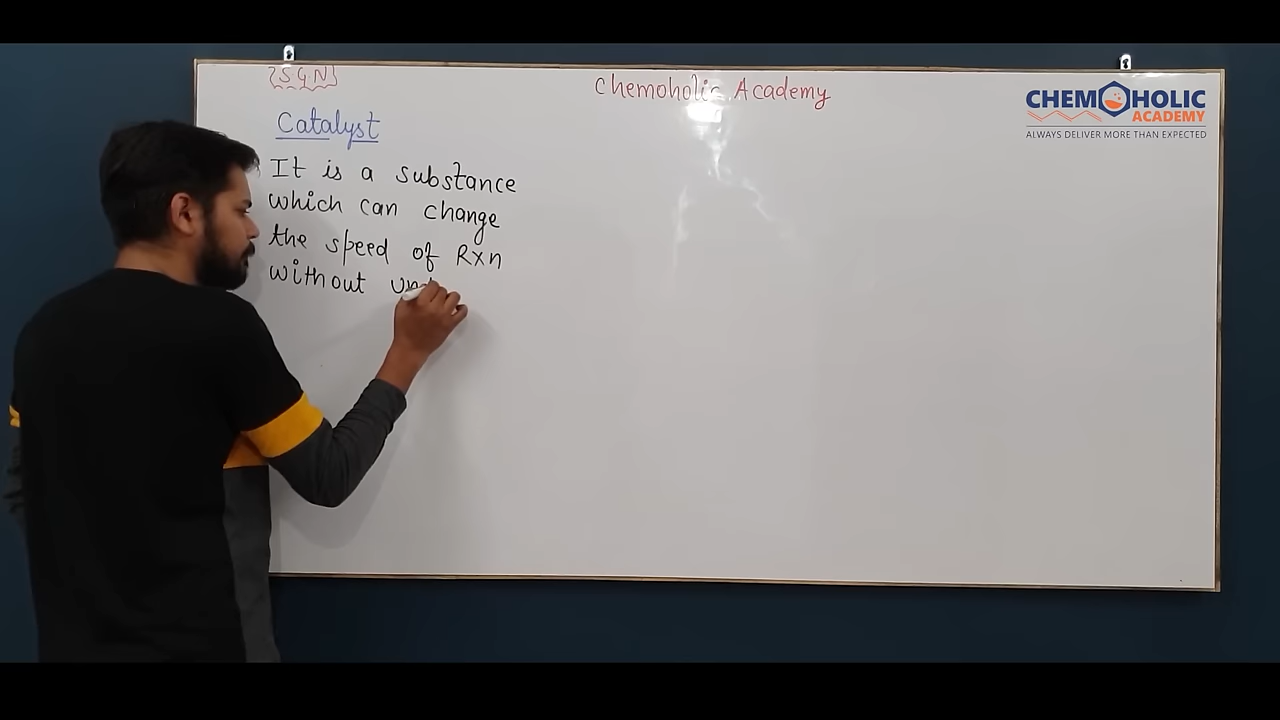 {SGN}
Chemoholic Academy
CHEMOHOLIC
ACADEMY
ALWAYS DELIVER MORE THAN EXPECTED
Catalyst
It is a substance
which can change
the speed of Rxn
without